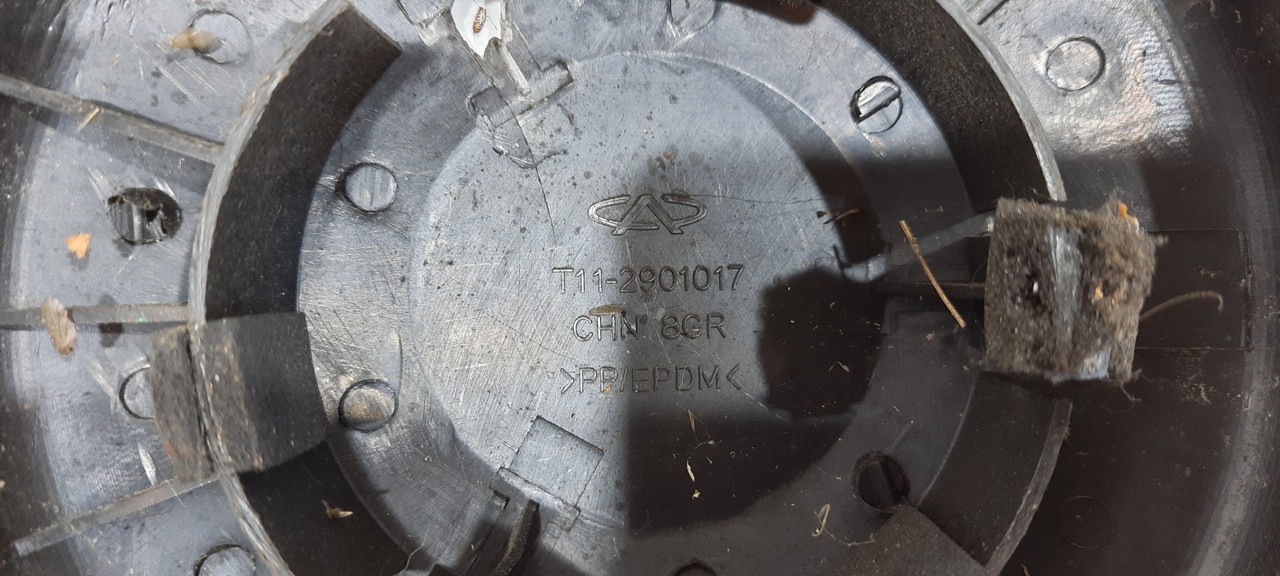 T11-2901017
CHN 8GR
>PP/EPDM<